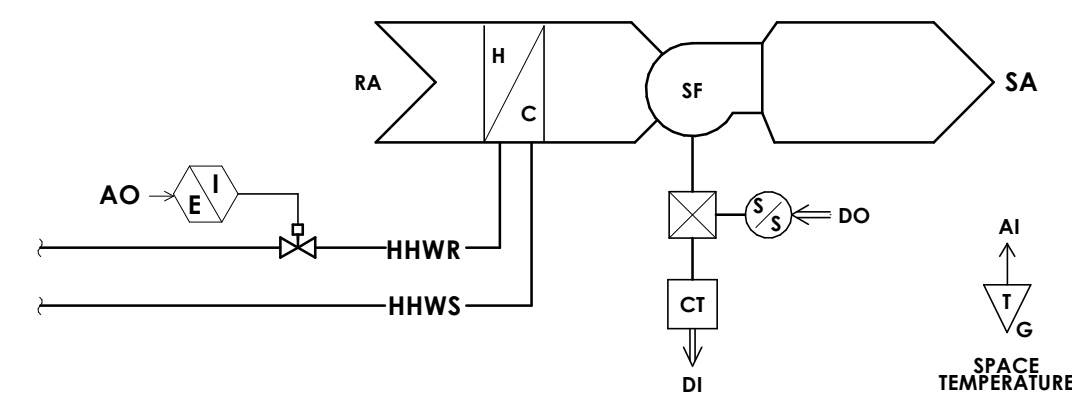 RA
H
C
SF
SA
AO
E
I
S
S
DO
HHWR
HHWS
CT
DI
AI
T
G
SPACE
TEMPERATURE